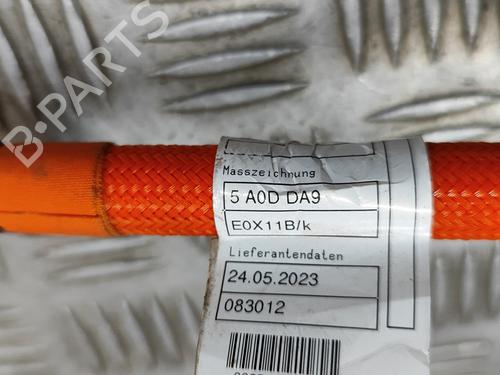 B-PARTS
Masszeichnung
5 A0D DA9
E0X11B/k
Lieferantendaten
24.05.2023
083012